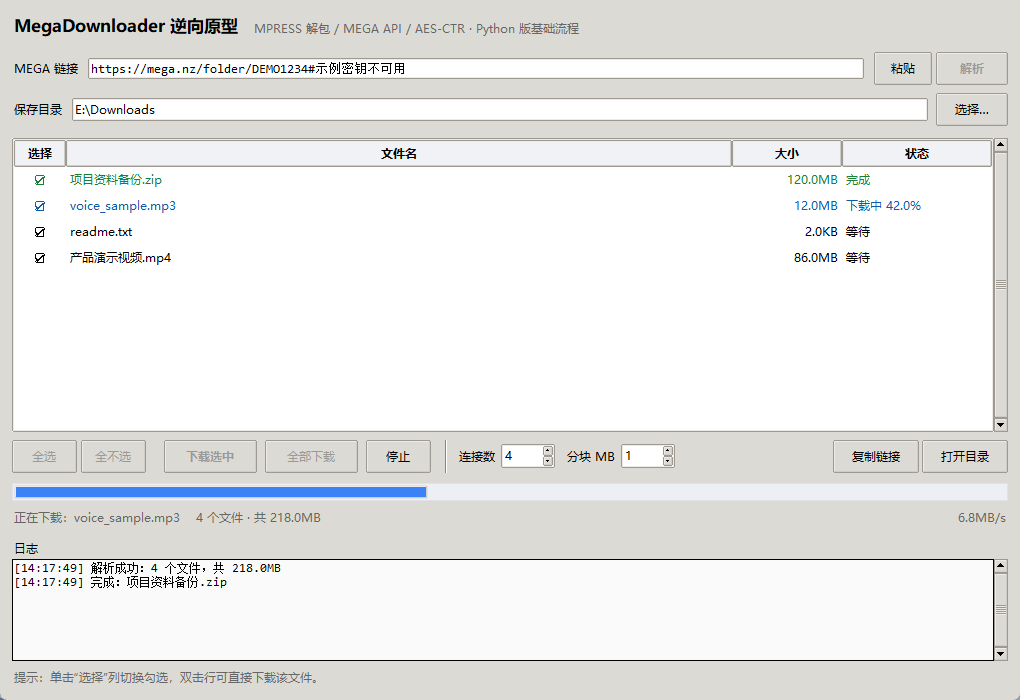 MegaDownloader 逆向原型 MPRESS 解包 / MEGA API / AES-CTR · Python 版基础流程
MEGA 链接 https://mega.nz/folder/DEMO1234#示例密钥不可用 粘贴 解析
保存目录 E:\Downloads 选择...
选择 文件名 大小 状态
项目资料备份.zip 120.0MB 完成
voice_sample.mp3 12.0MB 下载中 42.0%
readme.txt 2.0KB 等待
产品演示视频.mp4 86.0MB 等待
全选 全不选 下载选中 全部下载 停止 连接数 4 分块 MB 1 复制链接 打开目录
正在下载：voice_sample.mp3 4 个文件 · 共 218.0MB 6.8MB/s
日志
[14:17:49] 解析成功：4 个文件，共 218.0MB
[14:17:49] 完成：项目资料备份.zip
提示：单击“选择”列切换勾选，双击行可直接下载该文件。